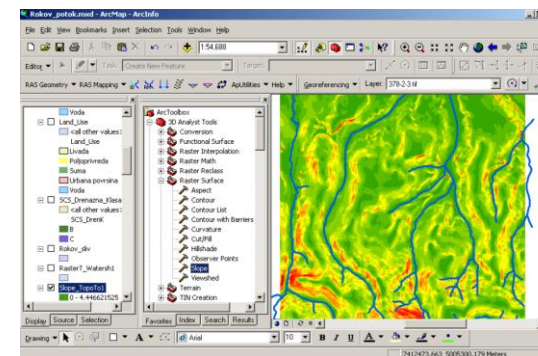 Rokov_potok.mxd - ArcMap - ArcInfo
File Edit View Bookmarks Insert Selection Tools Window Help
1:54,680
Editor Task: Create New Feature Target:
RAS Geometry RAS Mapping ApUtilities Help Georeferencing Layer: 378-2-3.tif
Voda
Land_Use
<all other values>
Land_Use
Livada
Poljoprivreda
Suma
Urbana povrsina
Voda
SCS_Drenazna_Klasa
<all other values>
SCS_DrenK
B
C
Rokov_sliv
RasterT_Watersh1
Slope_TopoTo1
0 - 4.446621525
Display Source Selection
ArcToolbox
3D Analyst Tools
Conversion
Functional Surface
Raster Interpolation
Raster Math
Raster Reclass
Raster Surface
Aspect
Contour
Contour List
Contour with Barriers
Curvature
Cut/Fill
Hillshade
Observer Points
Slope
Viewshed
Terrain
TIN Creation
Favorites Index Search Results
Drawing A Arial 10 B I U A
7412473.663 5005300.179 Meters